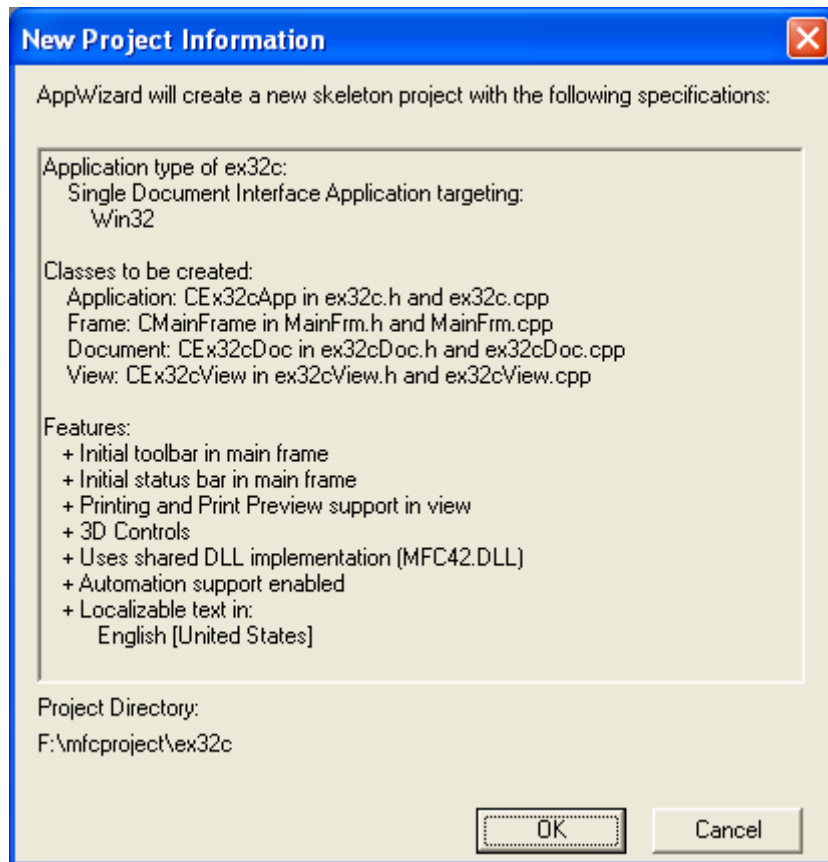 New Project Information
AppWizard will create a new skeleton project with the following specifications:
Application type of ex32c:
Single Document Interface Application targeting:
Win32
Classes to be created:
Application: CEx32cApp in ex32c.h and ex32c.cpp
Frame: CMainFrame in MainFrm.h and MainFrm.cpp
Document: CEx32cDoc in ex32cDoc.h and ex32cDoc.cpp
View: CEx32cView in ex32cView.h and ex32cView.cpp
Features:
+ Initial toolbar in main frame
+ Initial status bar in main frame
+ Printing and Print Preview support in view
+ 3D Controls
+ Uses shared DLL implementation (MFC42.DLL)
+ Automation support enabled
+ Localizable text in:
English [United States]
Project Directory:
F:\mfcproject\ex32c
OK Cancel